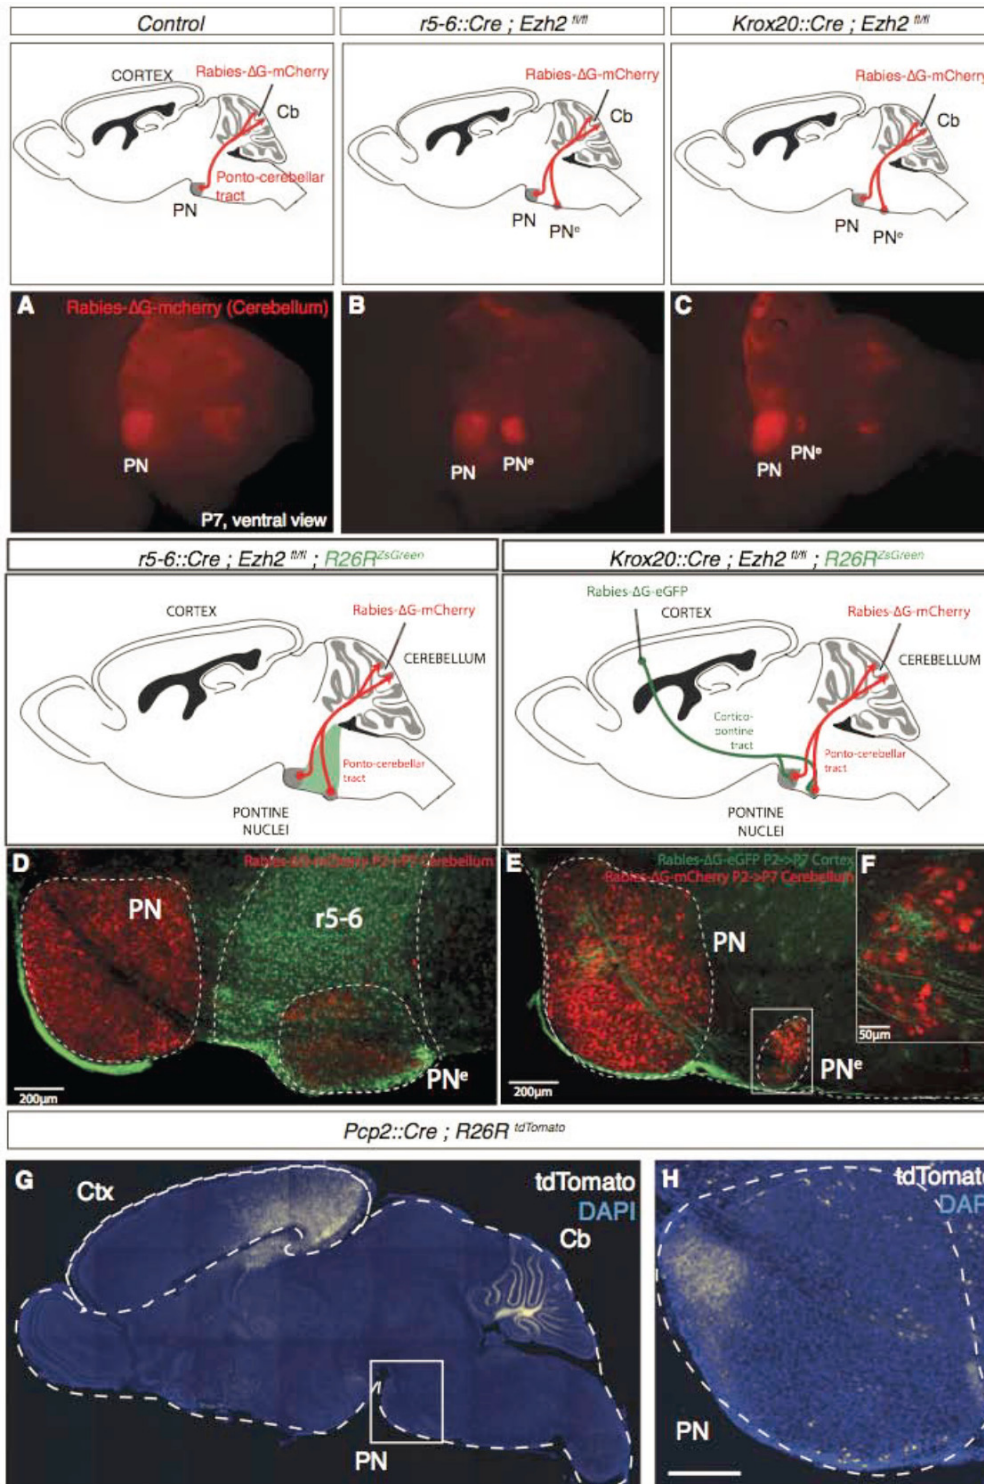 Control
r5-6::Cre ; Ezh2 fl/fl
Krox20::Cre ; Ezh2 fl/fl
CORTEX
Rabies-ΔG-mCherry
Cb
Ponto-cerebellar
tract
PN
Rabies-ΔG-mCherry
Cb
PN
PNe
Rabies-ΔG-mCherry
Cb
PN
PNe
A
Rabies-ΔG-mcherry (Cerebellum)
PN
P7, ventral view
B
PN
PNe
C
PN
PNe
r5-6::Cre ; Ezh2 fl/fl ; R26R ZsGreen
Krox20::Cre ; Ezh2 fl/fl ; R26R ZsGreen
CORTEX
Rabies-ΔG-mCherry
CEREBELLUM
Ponto-cerebellar
tract
PONTINE
NUCLEI
Rabies-ΔG-eGFP
CORTEX
Rabies-ΔG-mCherry
CEREBELLUM
Cortico-
pontine
tract
Ponto-cerebellar
tract
PONTINE
NUCLEI
D
Rabies-ΔG-mCherry P2->P7 Cerebellum
PN
r5-6
PNe
200µm
E
Rabies-ΔG-eGFP P2->P7 Cortex
Rabies-ΔG-mCherry P2->P7 Cerebellum
PN
PNe
200µm
F
50µm
Pcp2::Cre ; R26R tdTomato
G
Ctx
tdTomato
DAPI
Cb
PN
H
tdTomato
DAP
PN